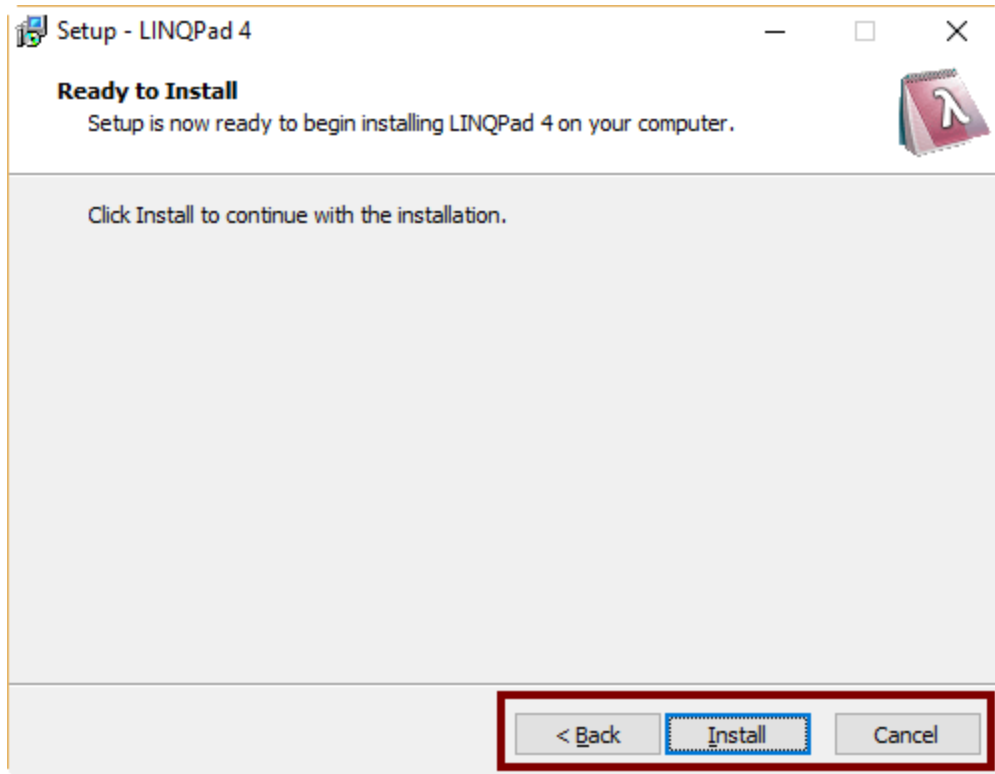 Setup - LINQPad 4
Ready to Install
Setup is now ready to begin installing LINQPad 4 on your computer.
λ
Click Install to continue with the installation.
< Back Install Cancel